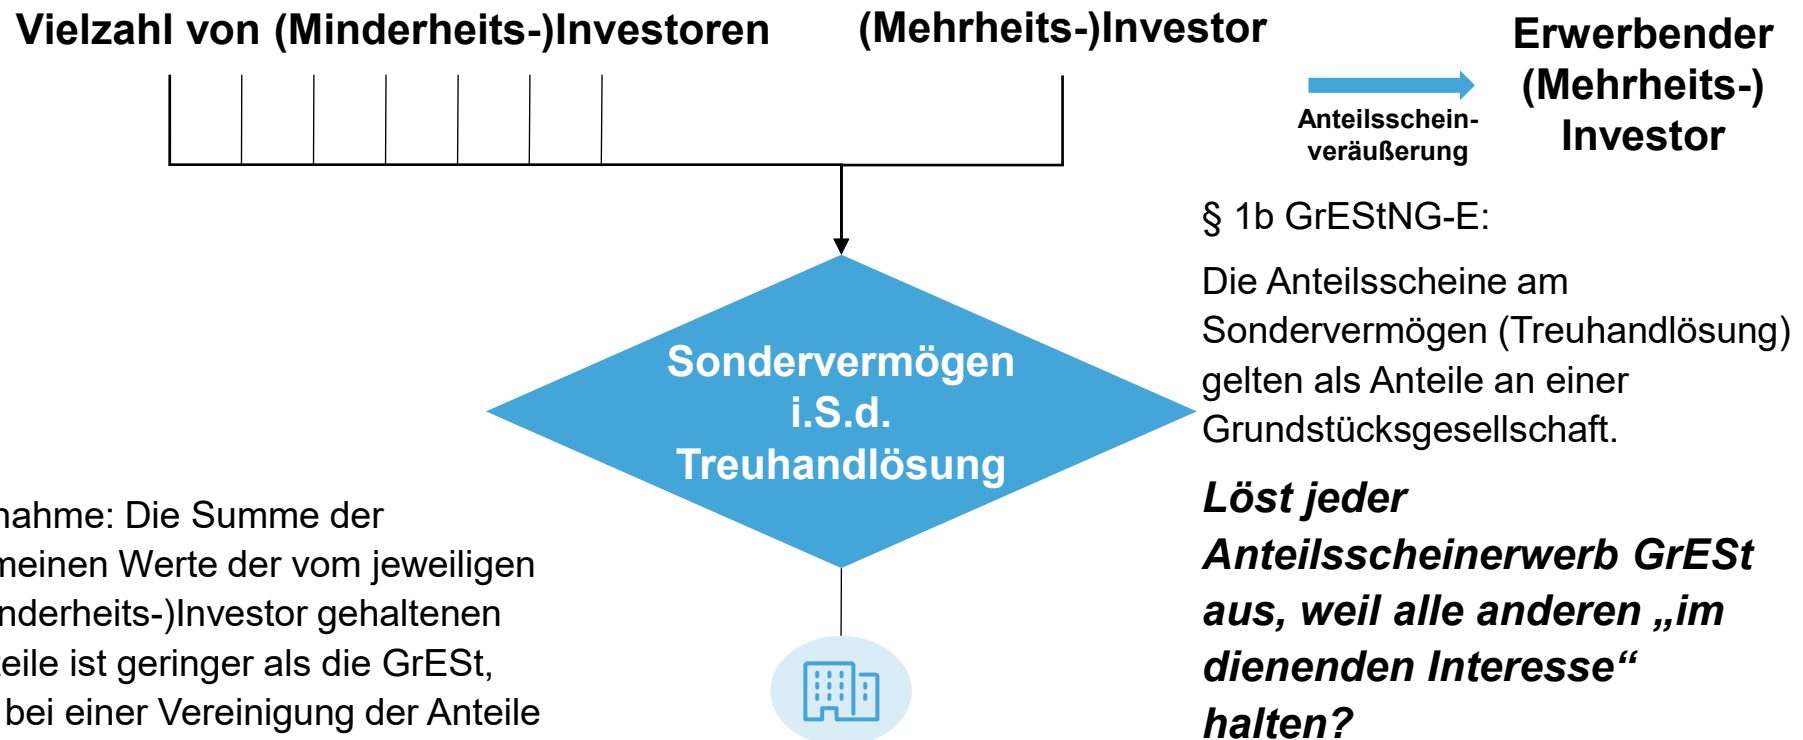 Vielzahl von (Minderheits-)Investoren
(Mehrheits-)Investor
Erwerbender
(Mehrheits-)
Investor
Anteilsschein-
veräußerung
§ 1b GrEStNG-E:
Die Anteilsscheine am
Sondervermögen (Treuhandlösung)
gelten als Anteile an einer
Grundstücksgesellschaft.
Sondervermögen
i.S.d.
Treuhandlösung
Löst jeder
Anteilsscheinerwerb GrESt
aus, weil alle anderen „im
dienenden Interesse“
halten?
nahme: Die Summe der
meinen Werte der vom jeweiligen
nderheits-)Investor gehaltenen
teile ist geringer als die GrESt,
bei einer Vereinigung der Anteile